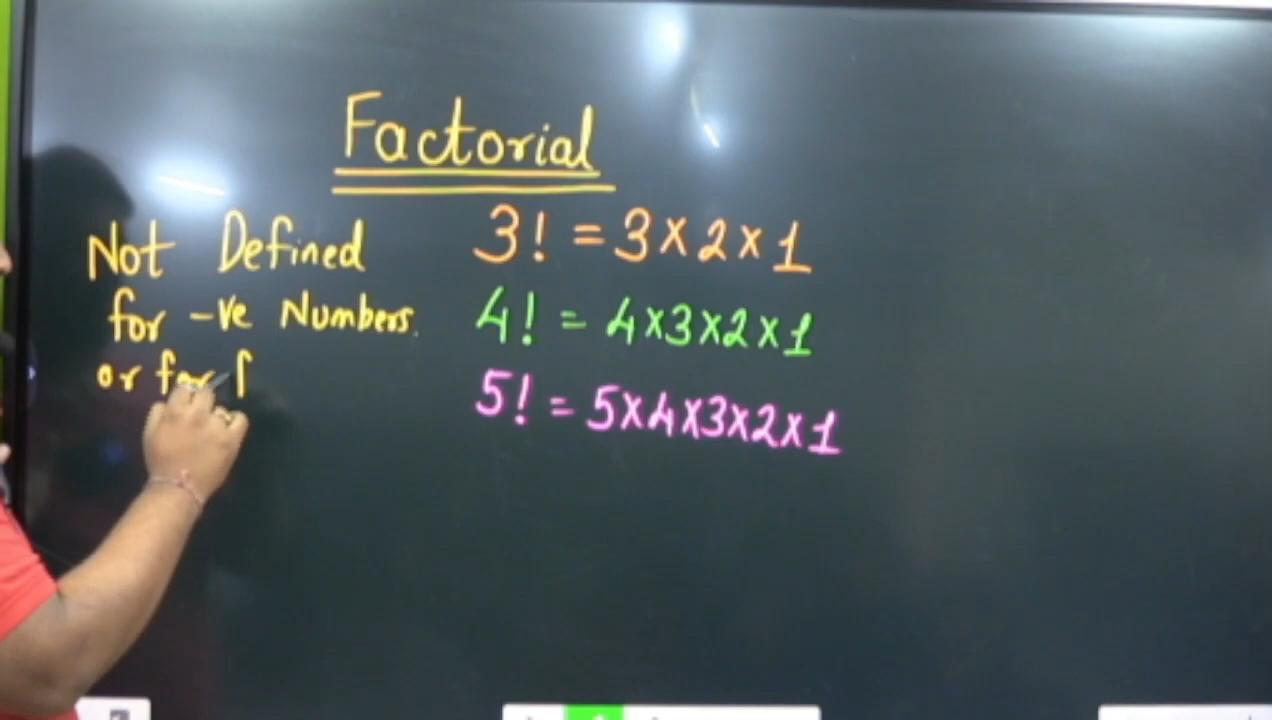 Factorial
Not Defined
for -ve Numbers.
or for
3! = 3×2×1
4! = 4×3×2×1
5! = 5×4×3×2×1